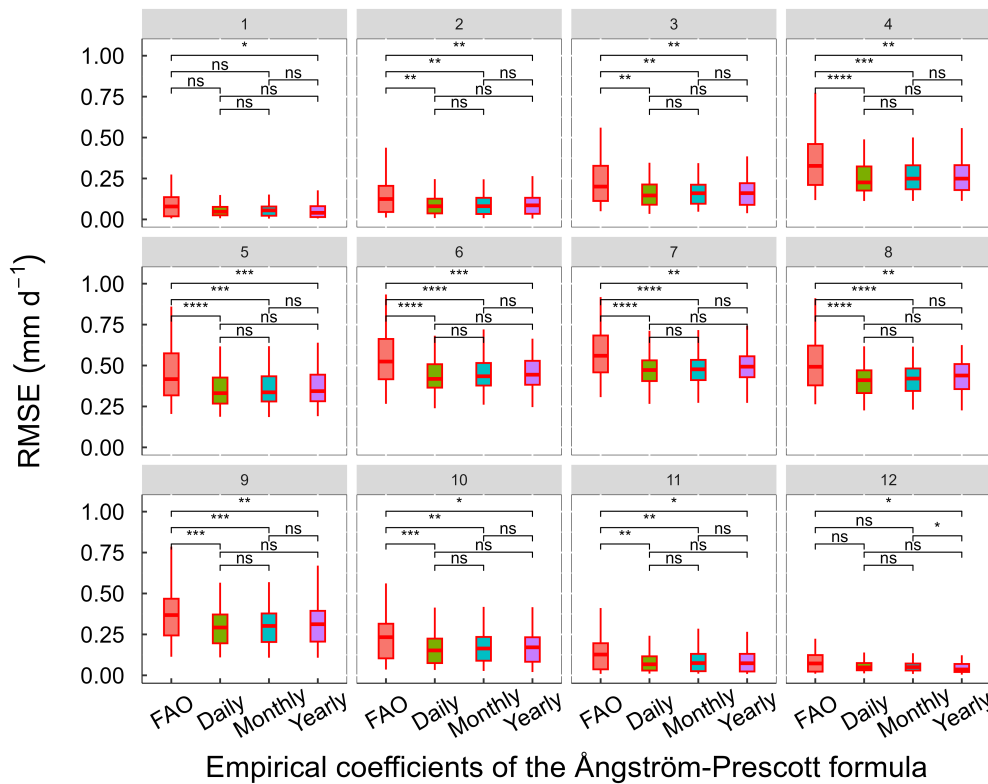 1 2 3 4
1.00 * ** ** **
ns ** ** ***
ns ns ns ns
0.75 ns ** ** ****
ns ns ns ns
ns ns ns ns
0.50
0.25
0.00
5 6 7 8
1.00 *** *** ** **
*** **** **** ****
ns ns ns ns
0.75 **** **** **** ****
ns ns ns ns
ns ns ns ns
0.50
0.25
0.00
9 10 11 12
1.00 ** * * *
*** ** ** ns
ns ns ns *
0.75 *** *** ** ns
ns ns ns ns
ns ns ns ns
0.50
0.25
0.00
FAO Daily Monthly Yearly FAO Daily Monthly Yearly FAO Daily Monthly Yearly FAO Daily Monthly Yearly
RMSE (mm d⁻¹)
Empirical coefficients of the Ångström-Prescott formula